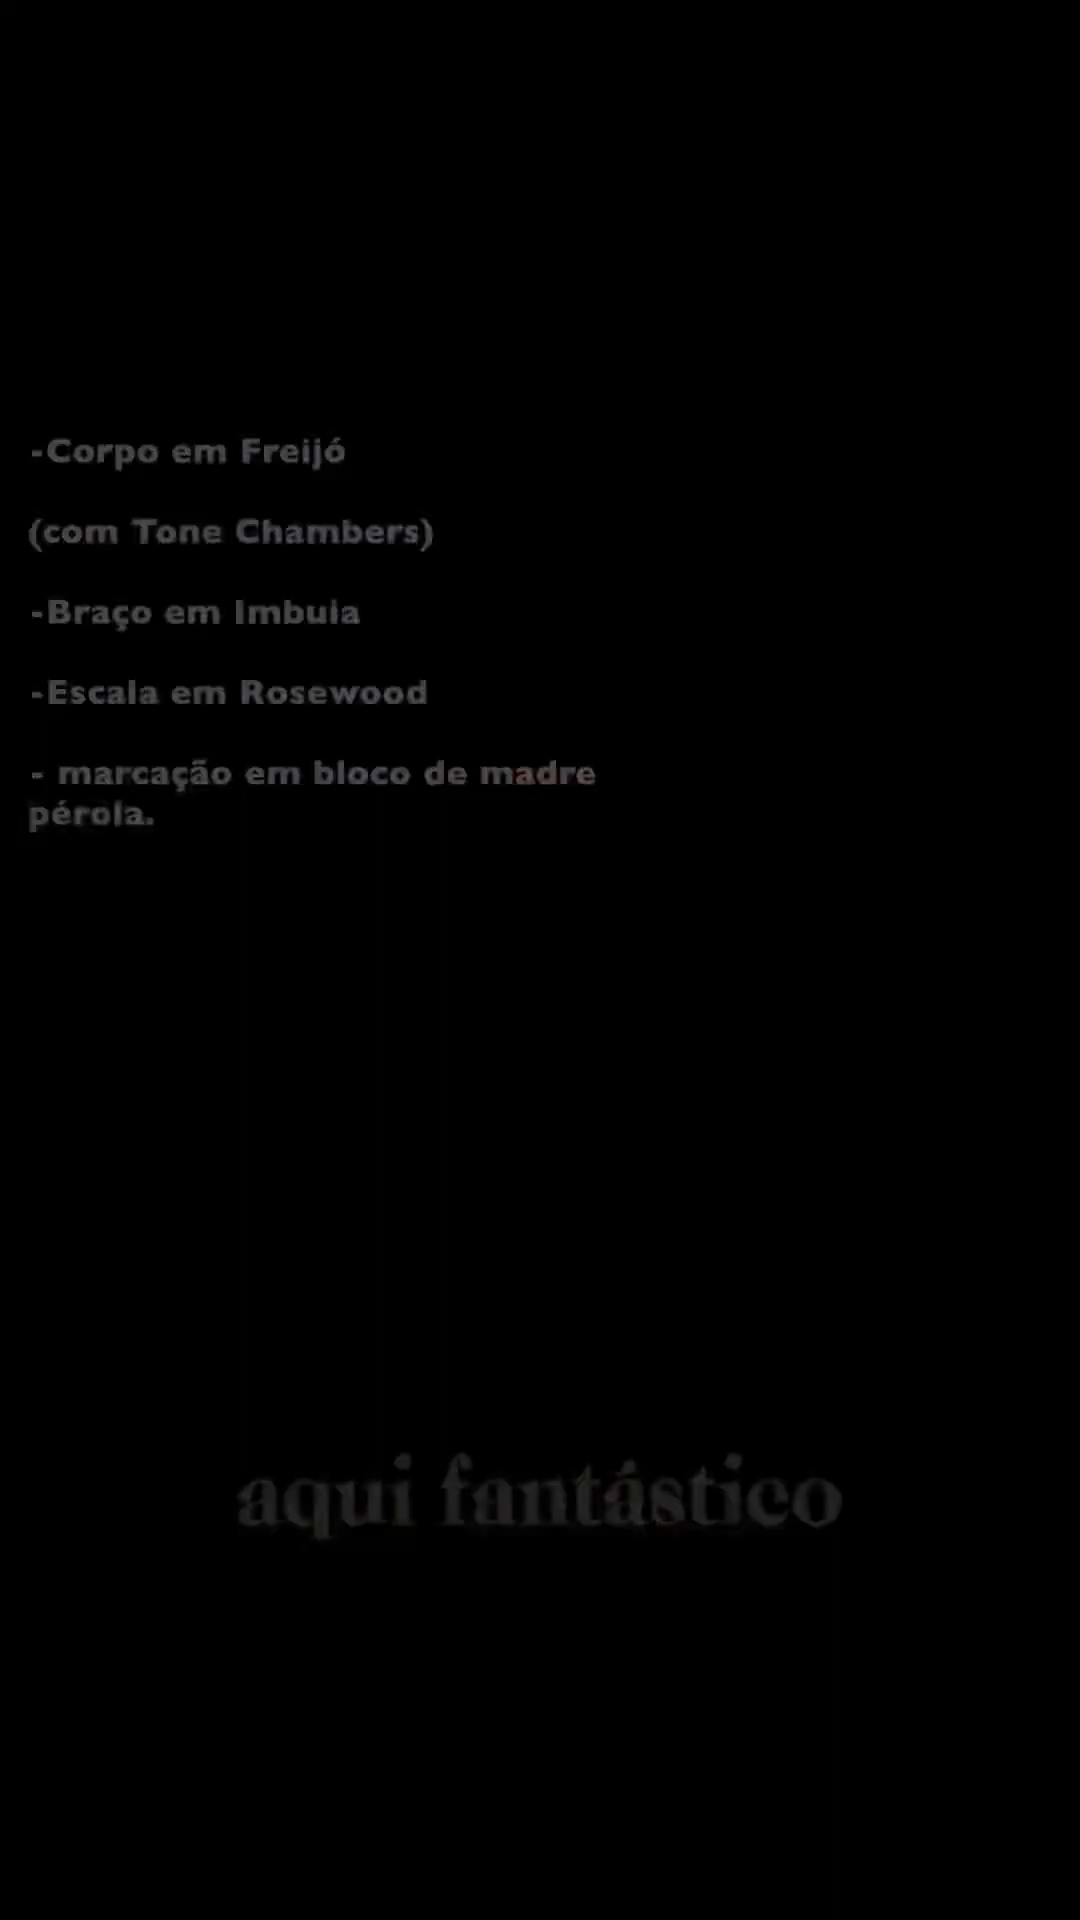 -Corpo em Freijó
(com Tone Chambers)
-Braço em Imbuia
-Escala em Rosewood
- marcação em bloco de madre
pérola.
aqui fantástico